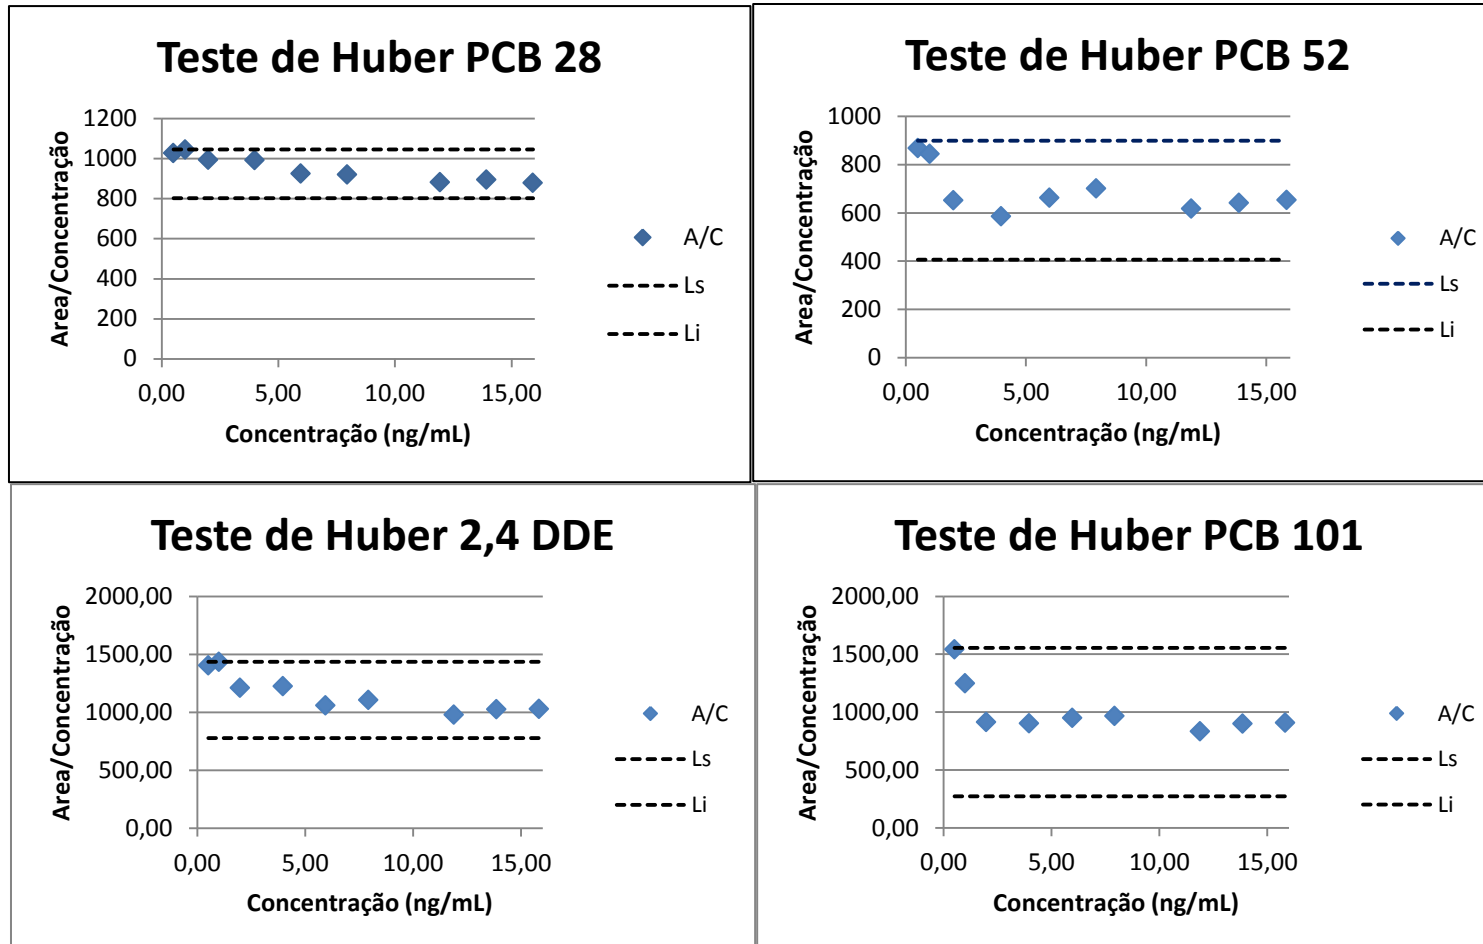 Teste de Huber PCB 28
Area/Concentração
1200
1000
800
600
400
200
0
0,00 5,00 10,00 15,00
Concentração (ng/mL)
A/C
Ls
Li
Teste de Huber PCB 52
Area/Concentração
1000
800
600
400
200
0
0,00 5,00 10,00 15,00
Concentração (ng/mL)
A/C
Ls
Li
Teste de Huber 2,4 DDE
Area/Concentração
2000,00
1500,00
1000,00
500,00
0,00
0,00 5,00 10,00 15,00
Concentração (ng/mL)
A/C
Ls
Li
Teste de Huber PCB 101
Area/Concentração
2000,00
1500,00
1000,00
500,00
0,00
0,00 5,00 10,00 15,00
Concentração (ng/mL)
A/C
Ls
Li